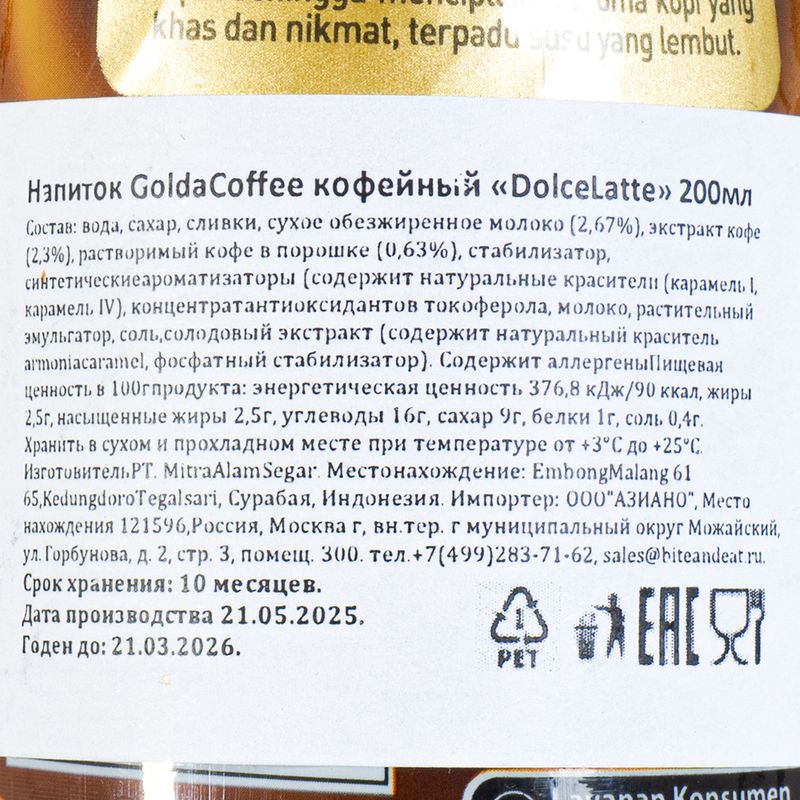 kopi yang
khas dan nikmat, terpadu susu yang lembut.
Напиток GoldaCoffee кофейный «DolceLatte» 200мл
Состав: вода, сахар, сливки, сухое обезжиренное молоко (2,67%), экстракт кофе
(2,3%), растворимый кофе в порошке (0,63%), стабилизатор,
синтетическиеароматизаторы (содержит натуральные красители (карамель I,
карамель IV), концентратантиоксидантов токоферола, молоко, растительный
эмульгатор, соль,солодовый экстракт (содержит натуральный краситель
armoniacaramel, фосфатный стабилизатор). Содержит аллергеныПищевая
ценность в 100гпродукта: энергетическая ценность 376,8 кДж/90 ккал, жиры
2,5г, насыщенные жиры 2,5г, углеводы 16г, сахар 9г, белки 1г, соль 0,4г.
Хранить в сухом и прохладном месте при температуре от +3°C до +25°C.
ИзготовительPT. MitraAlamSegar. Местонахождение: EmbongMalang 61
65,KedungdoroTegalsari, Сурабая, Индонезия. Импортер: ООО"АЗИАНО", Место
нахождения 121596,Россия, Москва г, вн.тер. г муниципальный округ Можайский,
ул. Горбунова, д. 2, стр. 3, помещ. 300. тел.+7(499)283-71-62, sales@biteandeat.ru.
Срок хранения: 10 месяцев.
Дата производства 21.05.2025.
Годен до: 21.03.2026.
1
PET
EAC
Layanan Konsumen